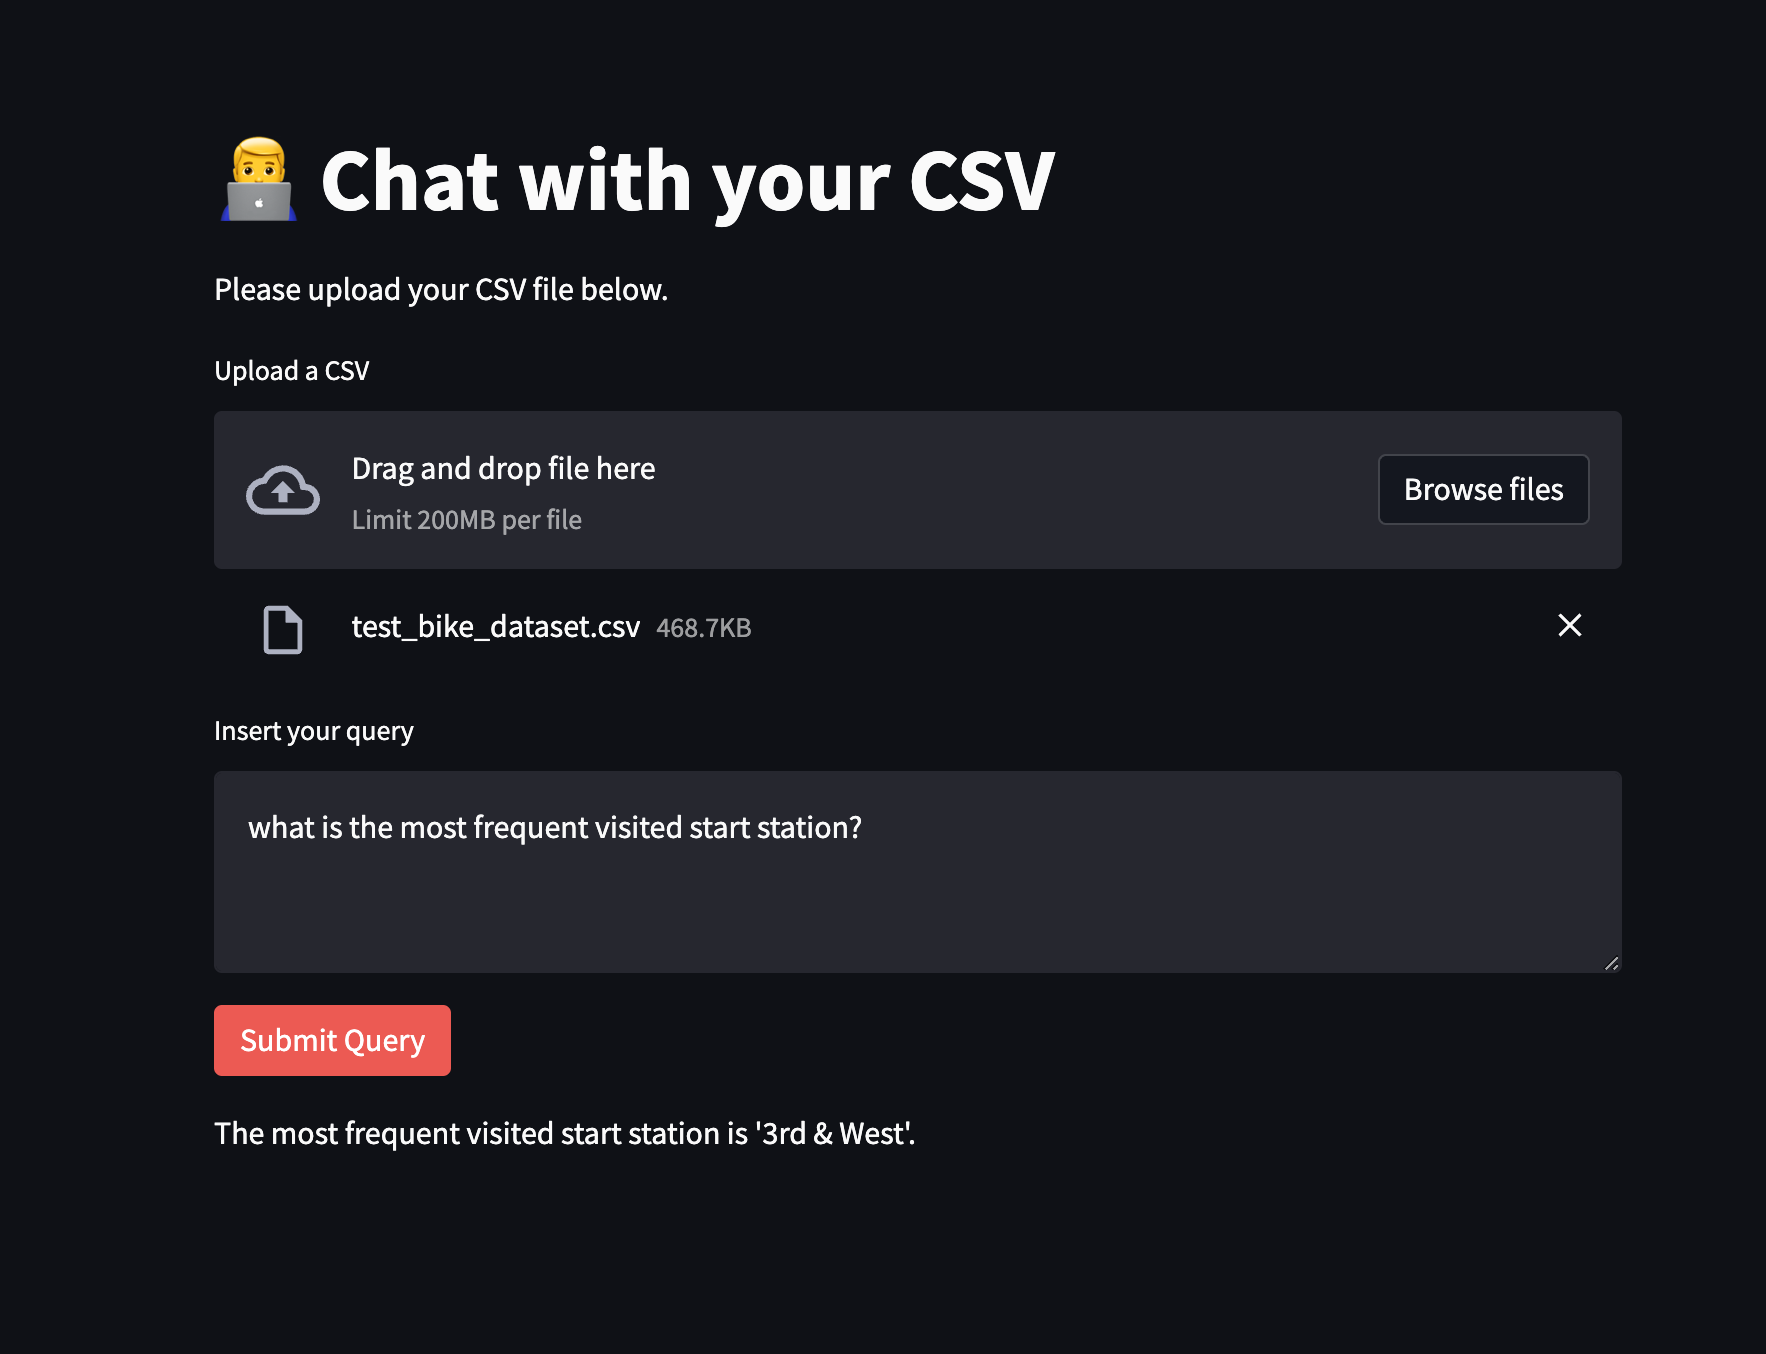 Chat with your CSV
Please upload your CSV file below.
Upload a CSV
Drag and drop file here
Limit 200MB per file
Browse files
test_bike_dataset.csv 468.7KB
Insert your query
what is the most frequent visited start station?
Submit Query
The most frequent visited start station is '3rd & West'.